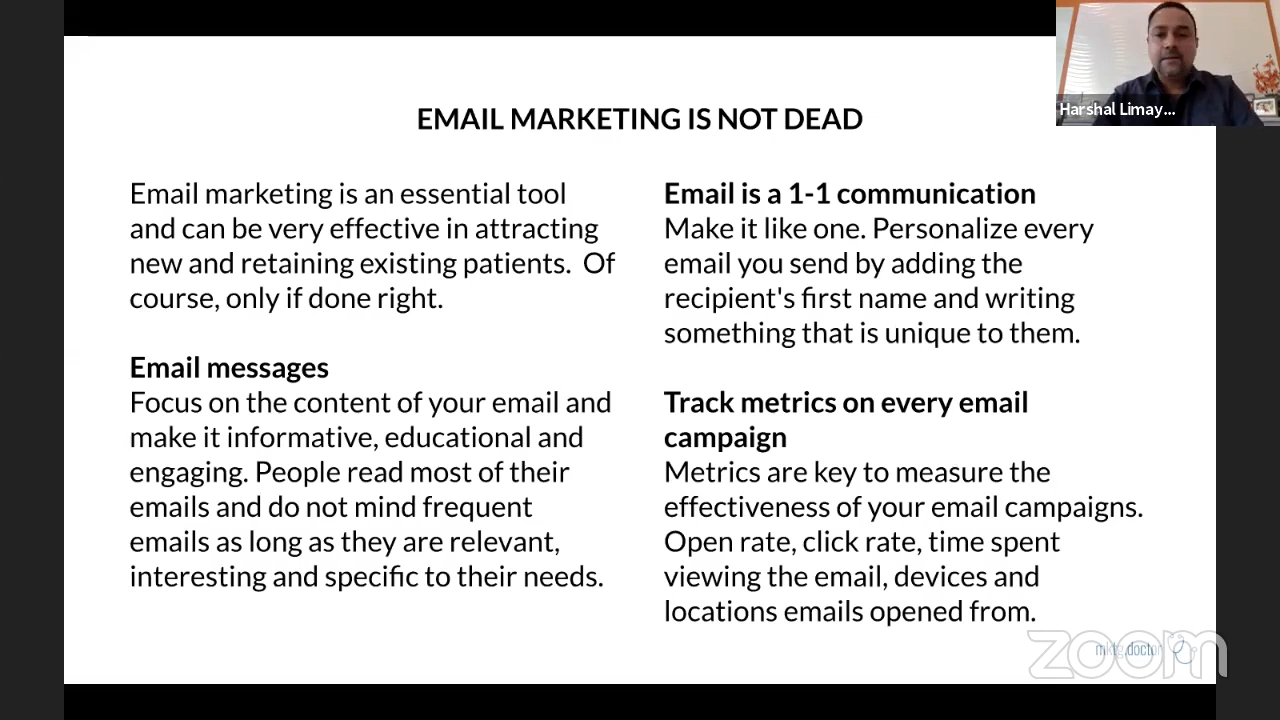 EMAIL MARKETING IS NOT DEAD
Email marketing is an essential tool
and can be very effective in attracting
new and retaining existing patients.  Of
course, only if done right.
Email messages
Focus on the content of your email and
make it informative, educational and
engaging. People read most of their
emails and do not mind frequent
emails as long as they are relevant,
interesting and specific to their needs.
Email is a 1-1 communication
Make it like one. Personalize every
email you send by adding the
recipient's first name and writing
something that is unique to them.
Track metrics on every email
campaign
Metrics are key to measure the
effectiveness of your email campaigns.
Open rate, click rate, time spent
viewing the email, devices and
locations emails opened from.
Harshal Limay...
mktg.doctor
zoom